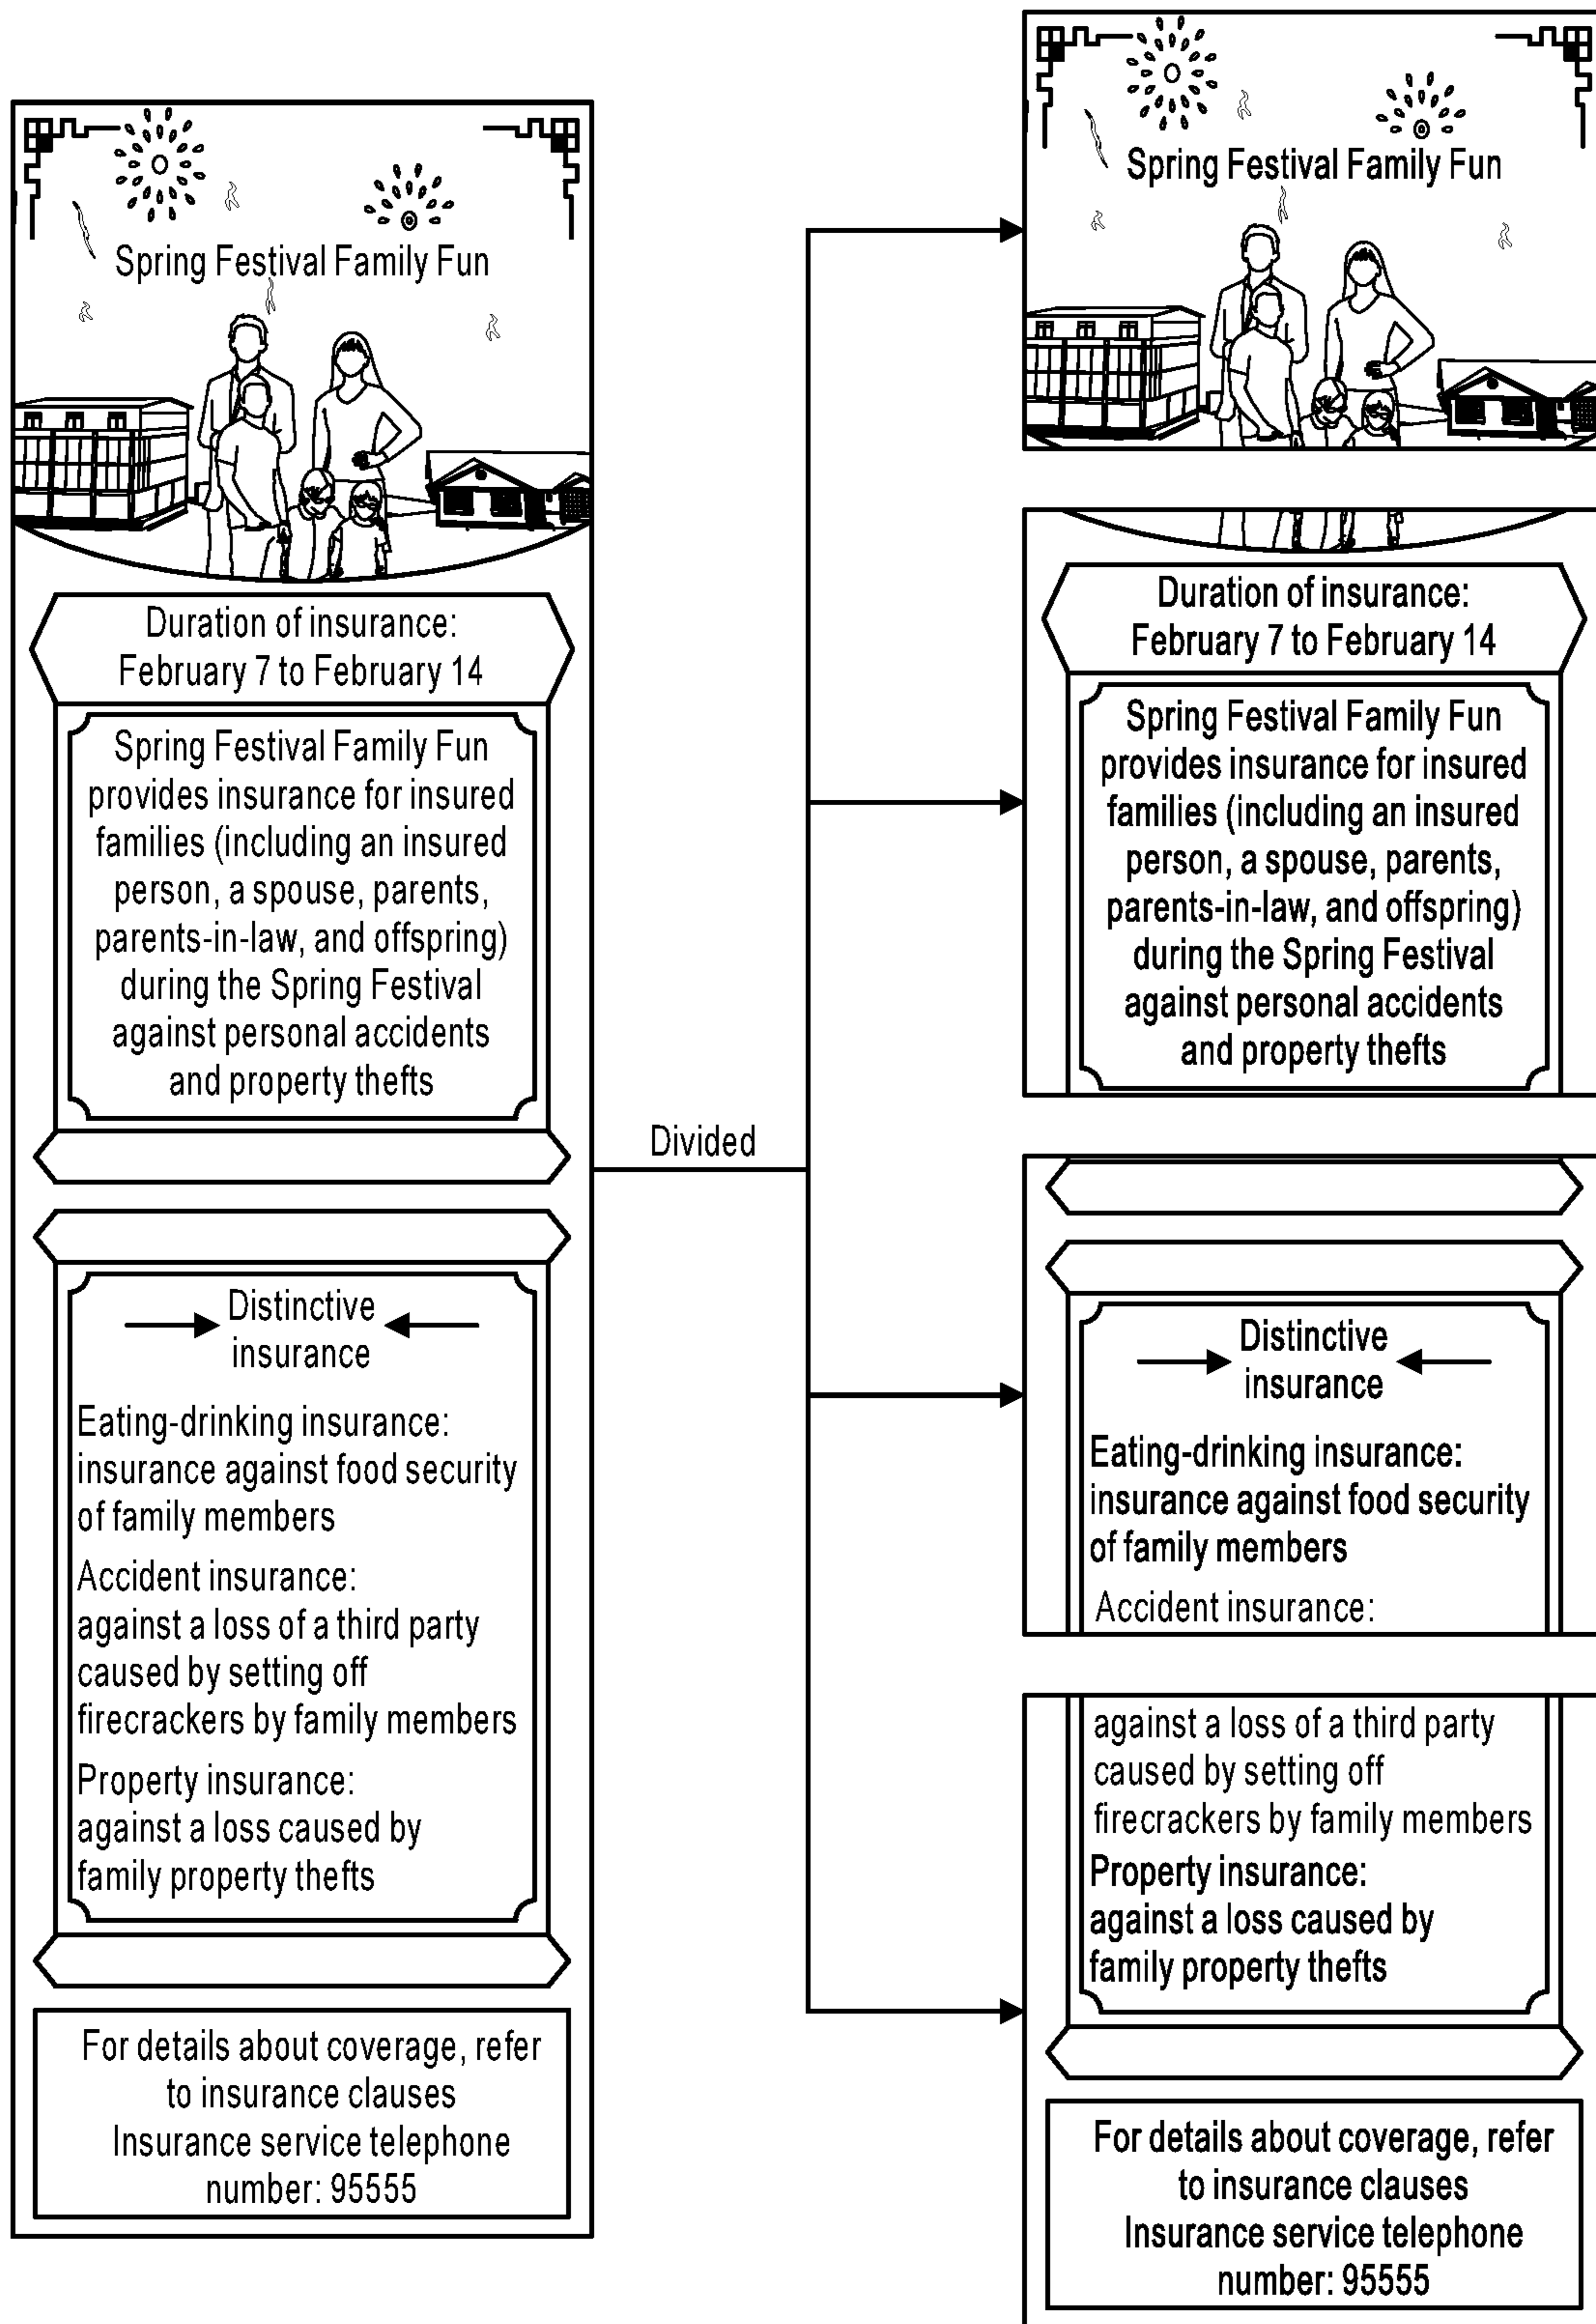 Spring Festival Family Fun
Duration of insurance:
February 7 to February 14
Spring Festival Family Fun
provides insurance for insured
families (including an insured
person, a spouse, parents,
parents-in-law, and offspring)
during the Spring Festival
against personal accidents
and property thefts
Distinctive
insurance
Eating-drinking insurance:
insurance against food security
of family members
Accident insurance:
against a loss of a third party
caused by setting off
firecrackers by family members
Property insurance:
against a loss caused by
family property thefts
For details about coverage, refer
to insurance clauses
Insurance service telephone
number: 95555
Divided
Spring Festival Family Fun
Duration of insurance:
February 7 to February 14
Spring Festival Family Fun
provides insurance for insured
families (including an insured
person, a spouse, parents,
parents-in-law, and offspring)
during the Spring Festival
against personal accidents
and property thefts
Distinctive
insurance
Eating-drinking insurance:
insurance against food security
of family members
Accident insurance:
against a loss of a third party
caused by setting off
firecrackers by family members
Property insurance:
against a loss caused by
family property thefts
For details about coverage, refer
to insurance clauses
Insurance service telephone
number: 95555